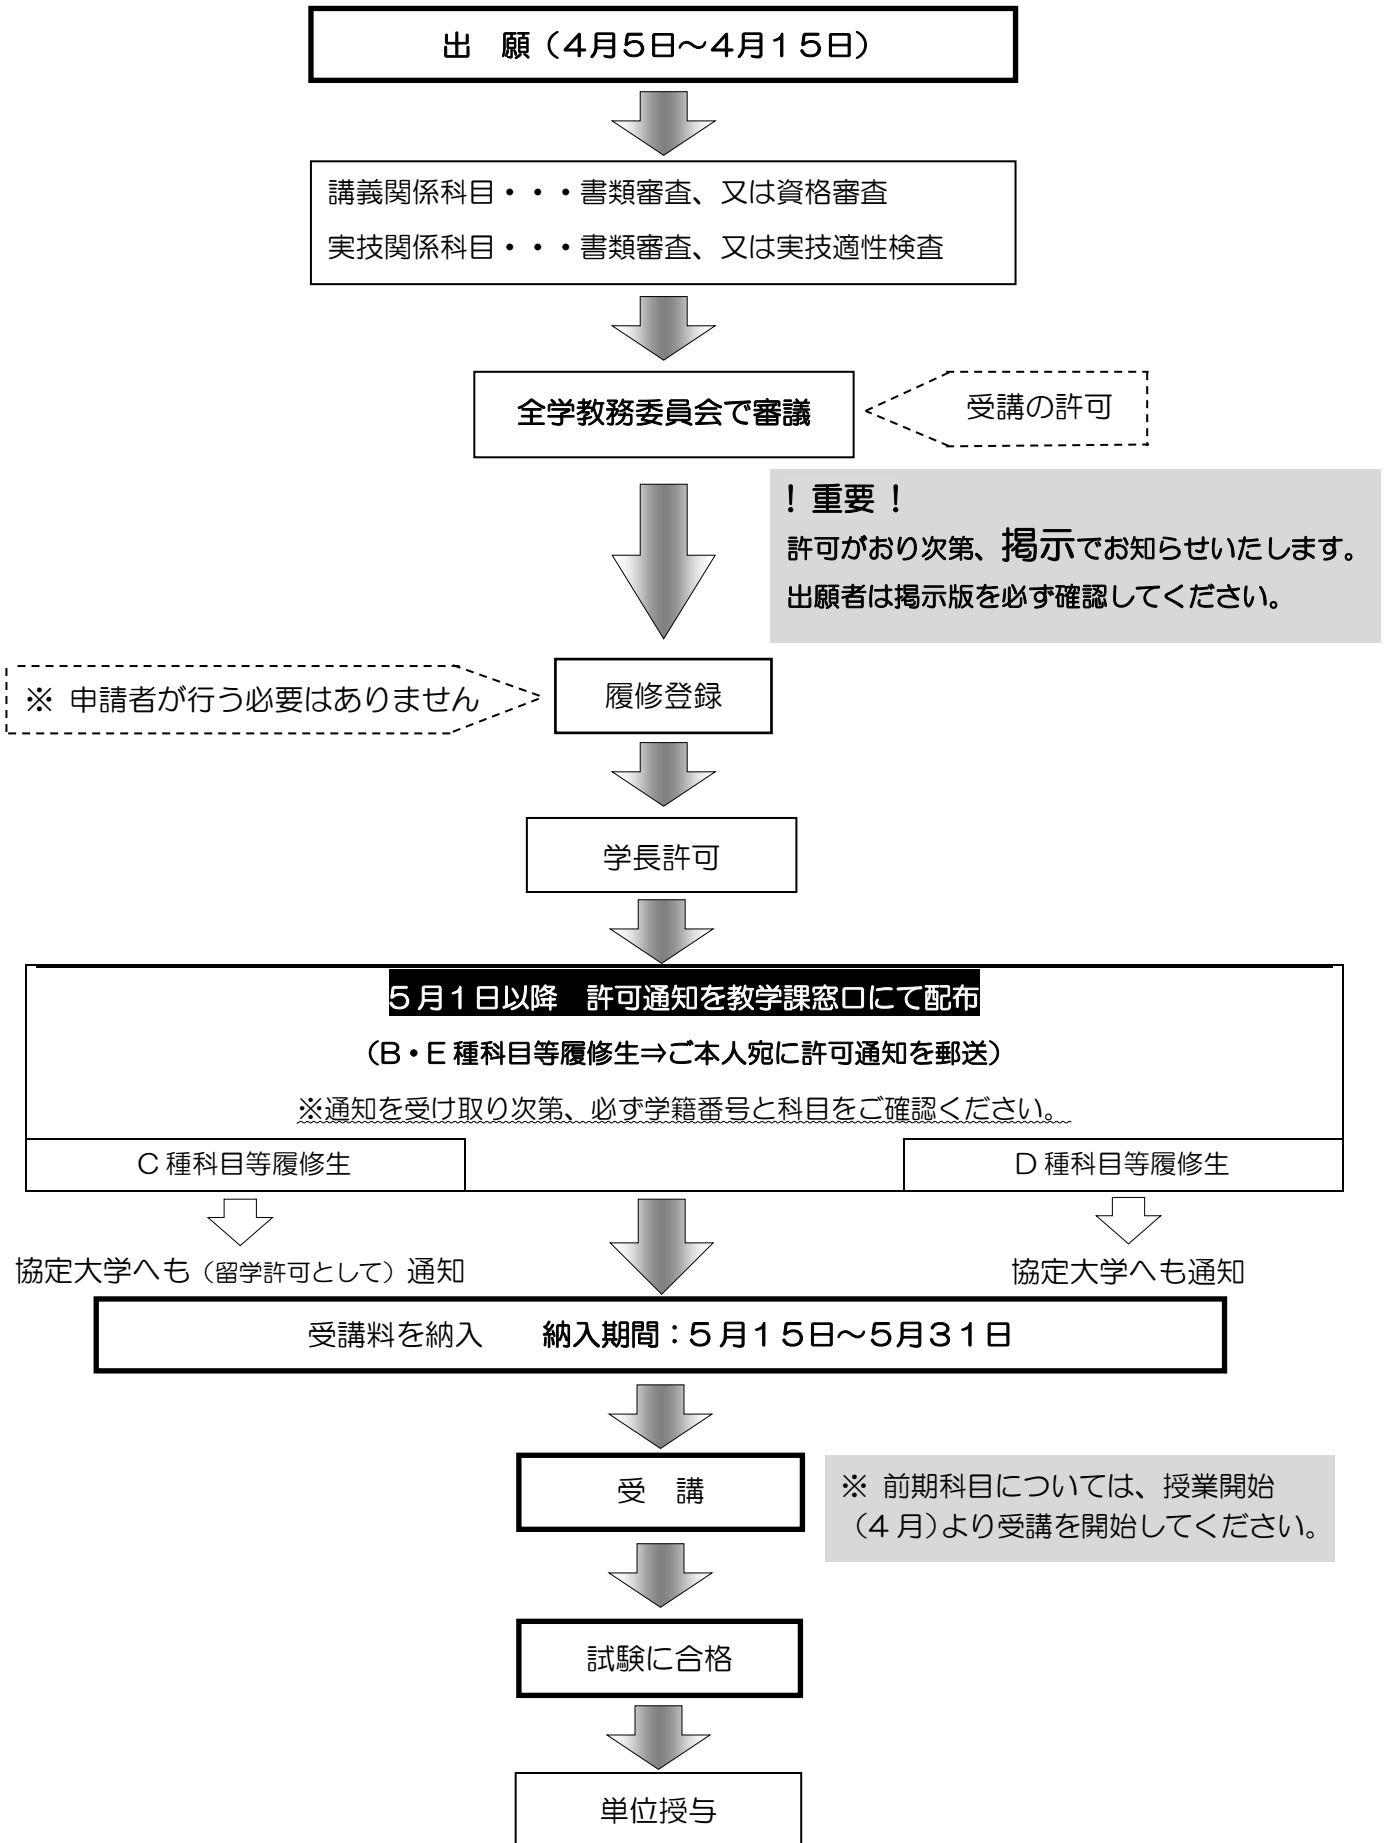 出　願（４月５日～４月１５日）
講義関係科目・・・書類審査、又は資格審査
実技関係科目・・・書類審査、又は実技適性検査
全学教務委員会で審議
受講の許可
！重要！
許可がおり次第、掲示でお知らせいたします。
出願者は掲示版を必ず確認してください。
※ 申請者が行う必要はありません
履修登録
学長許可
５月１日以降　許可通知を教学課窓口にて配布
（B・E 種科目等履修生⇒ご本人宛に許可通知を郵送）
※通知を受け取り次第、必ず学籍番号と科目をご確認ください。
C 種科目等履修生
D 種科目等履修生
協定大学へも（留学許可として）通知
協定大学へも通知
受講料を納入　　納入期間：５月１５日～５月３１日
受　講
※ 前期科目については、授業開始
（4 月）より受講を開始してください。
試験に合格
単位授与